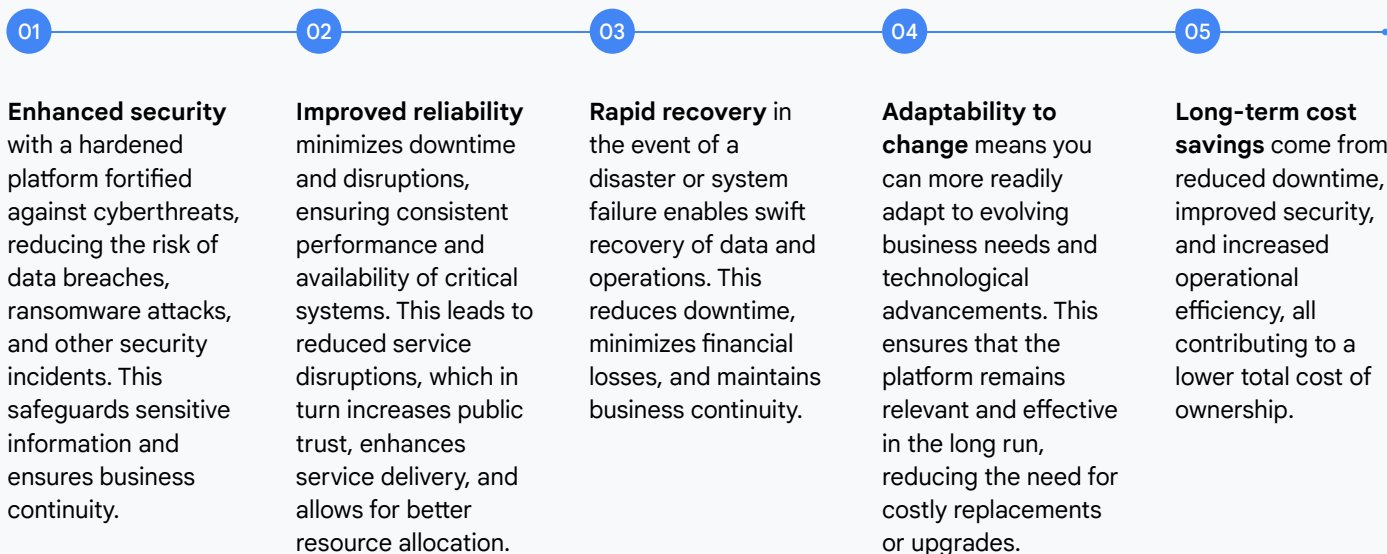 01
02
03
04
05
Enhanced security
with a hardened
platform fortified
against cyberthreats,
reducing the risk of
data breaches,
ransomware attacks,
and other security
incidents. This
safeguards sensitive
information and
ensures business
continuity.
Improved reliability
minimizes downtime
and disruptions,
ensuring consistent
performance and
availability of critical
systems. This leads to
reduced service
disruptions, which in
turn increases public
trust, enhances
service delivery, and
allows for better
resource allocation.
Rapid recovery in
the event of a
disaster or system
failure enables swift
recovery of data and
operations. This
reduces downtime,
minimizes financial
losses, and maintains
business continuity.
Adaptability to
change means you
can more readily
adapt to evolving
business needs and
technological
advancements. This
ensures that the
platform remains
relevant and effective
in the long run,
reducing the need for
costly replacements
or upgrades.
Long-term cost
savings come from
reduced downtime,
improved security,
and increased
operational
efficiency, all
contributing to a
lower total cost of
ownership.